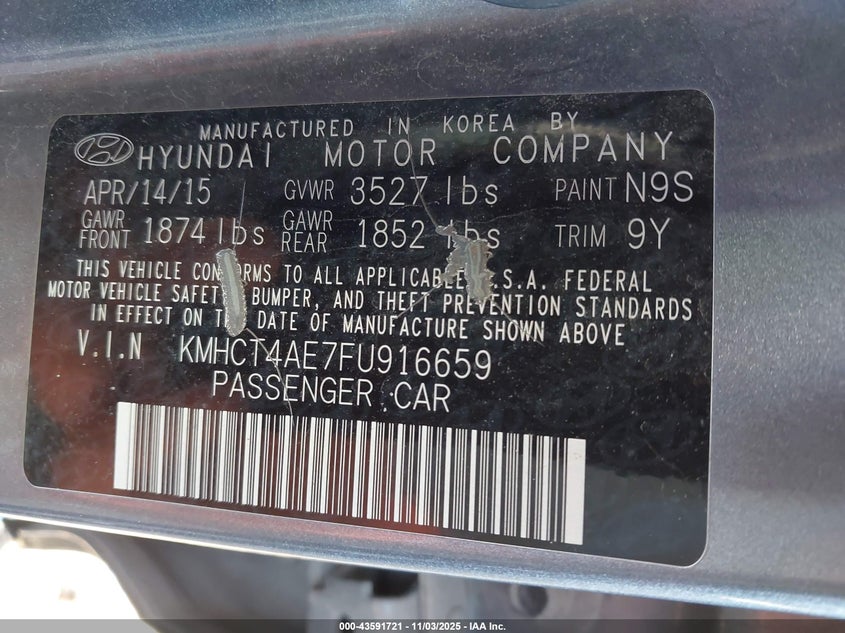 MANUFACTURED IN KOREA BY
HYUNDAI MOTOR COMPANY
APR/14/15 GVWR 3527 lbs PAINT N9S
GAWR FRONT 1874 lbs GAWR REAR 1852 lbs TRIM 9Y
THIS VEHICLE CONFORMS TO ALL APPLICABLE U.S.A. FEDERAL
MOTOR VEHICLE SAFETY, BUMPER, AND THEFT PREVENTION STANDARDS
IN EFFECT ON THE DATE OF MANUFACTURE SHOWN ABOVE
V.I.N KMHCT4AE7FU916659
PASSENGER CAR
000-43591721 | 11/03/2025 - IAA Inc.